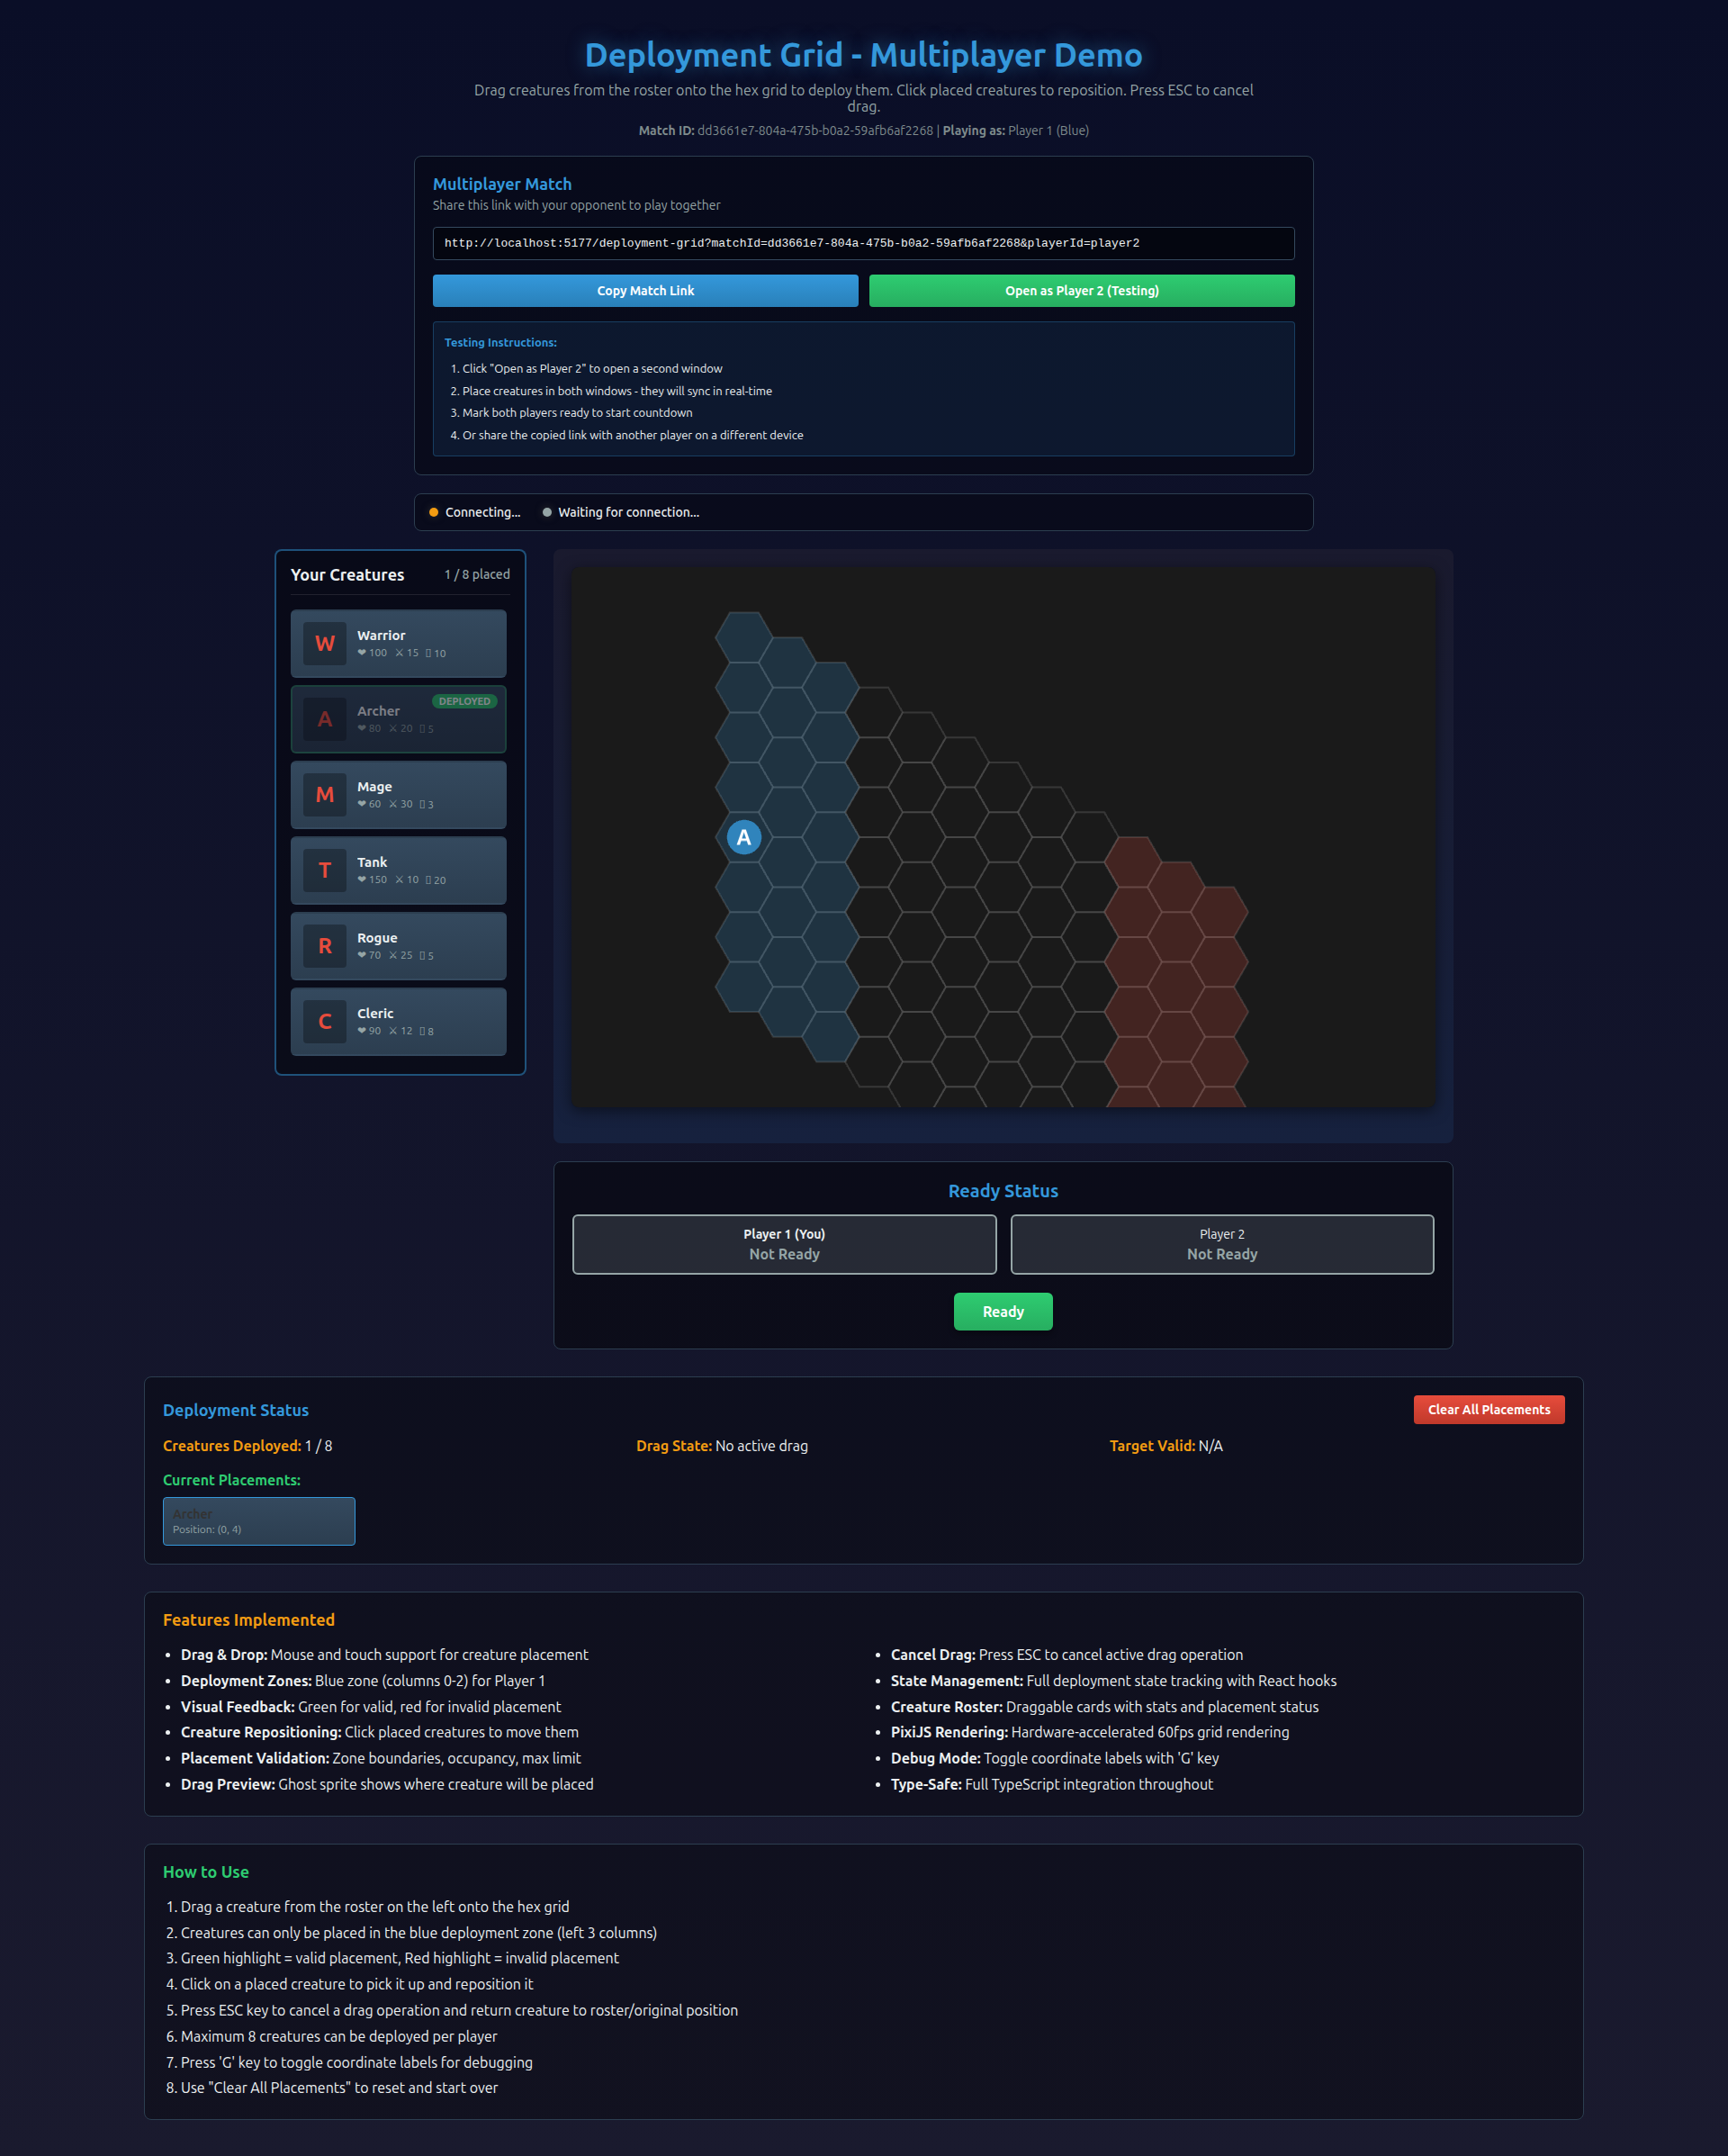 Deployment Grid - Multiplayer Demo
Drag creatures from the roster onto the hex grid to deploy them. Click placed creatures to reposition. Press ESC to cancel
drag.
Match ID: dd3661e7-804a-475b-b0a2-59afb6af2268 | Playing as: Player 1 (Blue)
Multiplayer Match
Share this link with your opponent to play together
http://localhost:5177/deployment-grid?matchId=dd3661e7-804a-475b-b0a2-59afb6af2268&playerId=player2
Copy Match Link
Open as Player 2 (Testing)
Testing Instructions:
1. Click "Open as Player 2" to open a second window
2. Place creatures in both windows - they will sync in real-time
3. Mark both players ready to start countdown
4. Or share the copied link with another player on a different device
Connecting...
Waiting for connection...
Your Creatures
1 / 8 placed
W
Warrior
❤ 100 ⚔ 15 10
A
Archer
DEPLOYED
❤ 80 ⚔ 20 5
M
Mage
❤ 60 ⚔ 30 3
T
Tank
❤ 150 ⚔ 10 20
R
Rogue
❤ 70 ⚔ 25 5
C
Cleric
❤ 90 ⚔ 12 8
A
Ready Status
Player 1 (You)
Not Ready
Player 2
Not Ready
Ready
Deployment Status
Clear All Placements
Creatures Deployed: 1 / 8
Drag State: No active drag
Target Valid: N/A
Current Placements:
Archer
Position: (0, 4)
Features Implemented
• Drag & Drop: Mouse and touch support for creature placement
• Deployment Zones: Blue zone (columns 0-2) for Player 1
• Visual Feedback: Green for valid, red for invalid placement
• Creature Repositioning: Click placed creatures to move them
• Placement Validation: Zone boundaries, occupancy, max limit
• Drag Preview: Ghost sprite shows where creature will be placed
• Cancel Drag: Press ESC to cancel active drag operation
• State Management: Full deployment state tracking with React hooks
• Creature Roster: Draggable cards with stats and placement status
• PixiJS Rendering: Hardware-accelerated 60fps grid rendering
• Debug Mode: Toggle coordinate labels with 'G' key
• Type-Safe: Full TypeScript integration throughout
How to Use
1. Drag a creature from the roster on the left onto the hex grid
2. Creatures can only be placed in the blue deployment zone (left 3 columns)
3. Green highlight = valid placement, Red highlight = invalid placement
4. Click on a placed creature to pick it up and reposition it
5. Press ESC key to cancel a drag operation and return creature to roster/original position
6. Maximum 8 creatures can be deployed per player
7. Press 'G' key to toggle coordinate labels for debugging
8. Use "Clear All Placements" to reset and start over